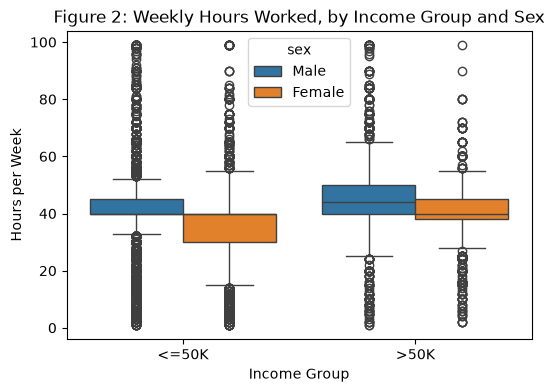 Figure 2: Weekly Hours Worked, by Income Group and Sex
sex
Male
Female
Hours per Week
100
80
60
40
20
0
<=50K
>50K
Income Group